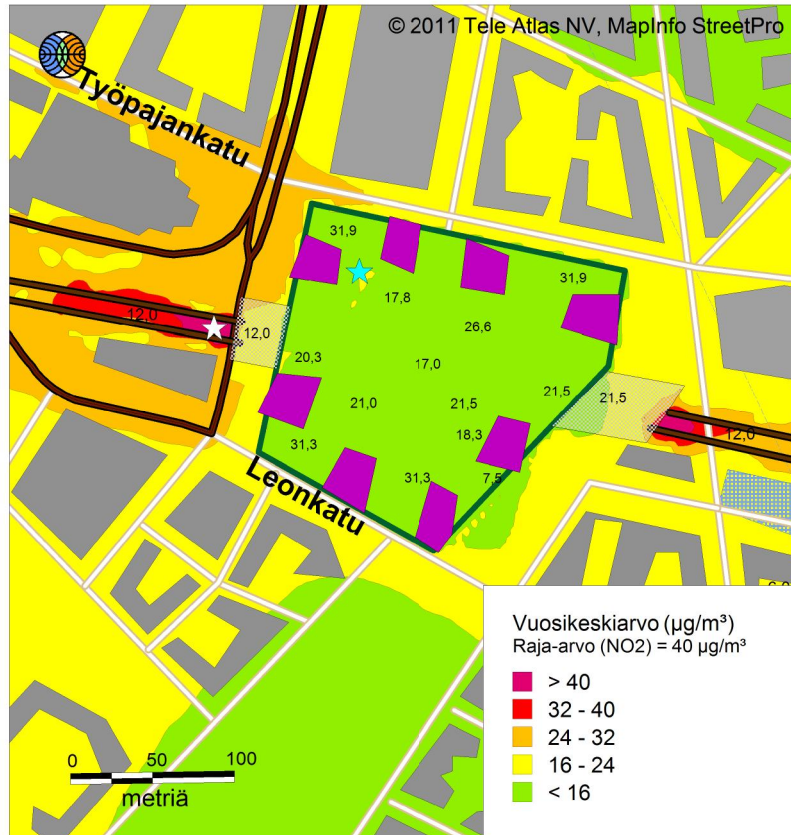 © 2011 Tele Atlas NV, MapInfo StreetPro
Työpajankatu
31,9
31,9
17,8
26,6
12,0
12,0
20,3
17,0
21,0
21,5
21,5
21,5
18,3
12,0
31,3
31,3
7,5
Leonkatu
Vuosikeskiarvo (µg/m³)
Raja-arvo (NO2) = 40 µg/m³
> 40
32 - 40
24 - 32
16 - 24
< 16
0 50 100
metriä